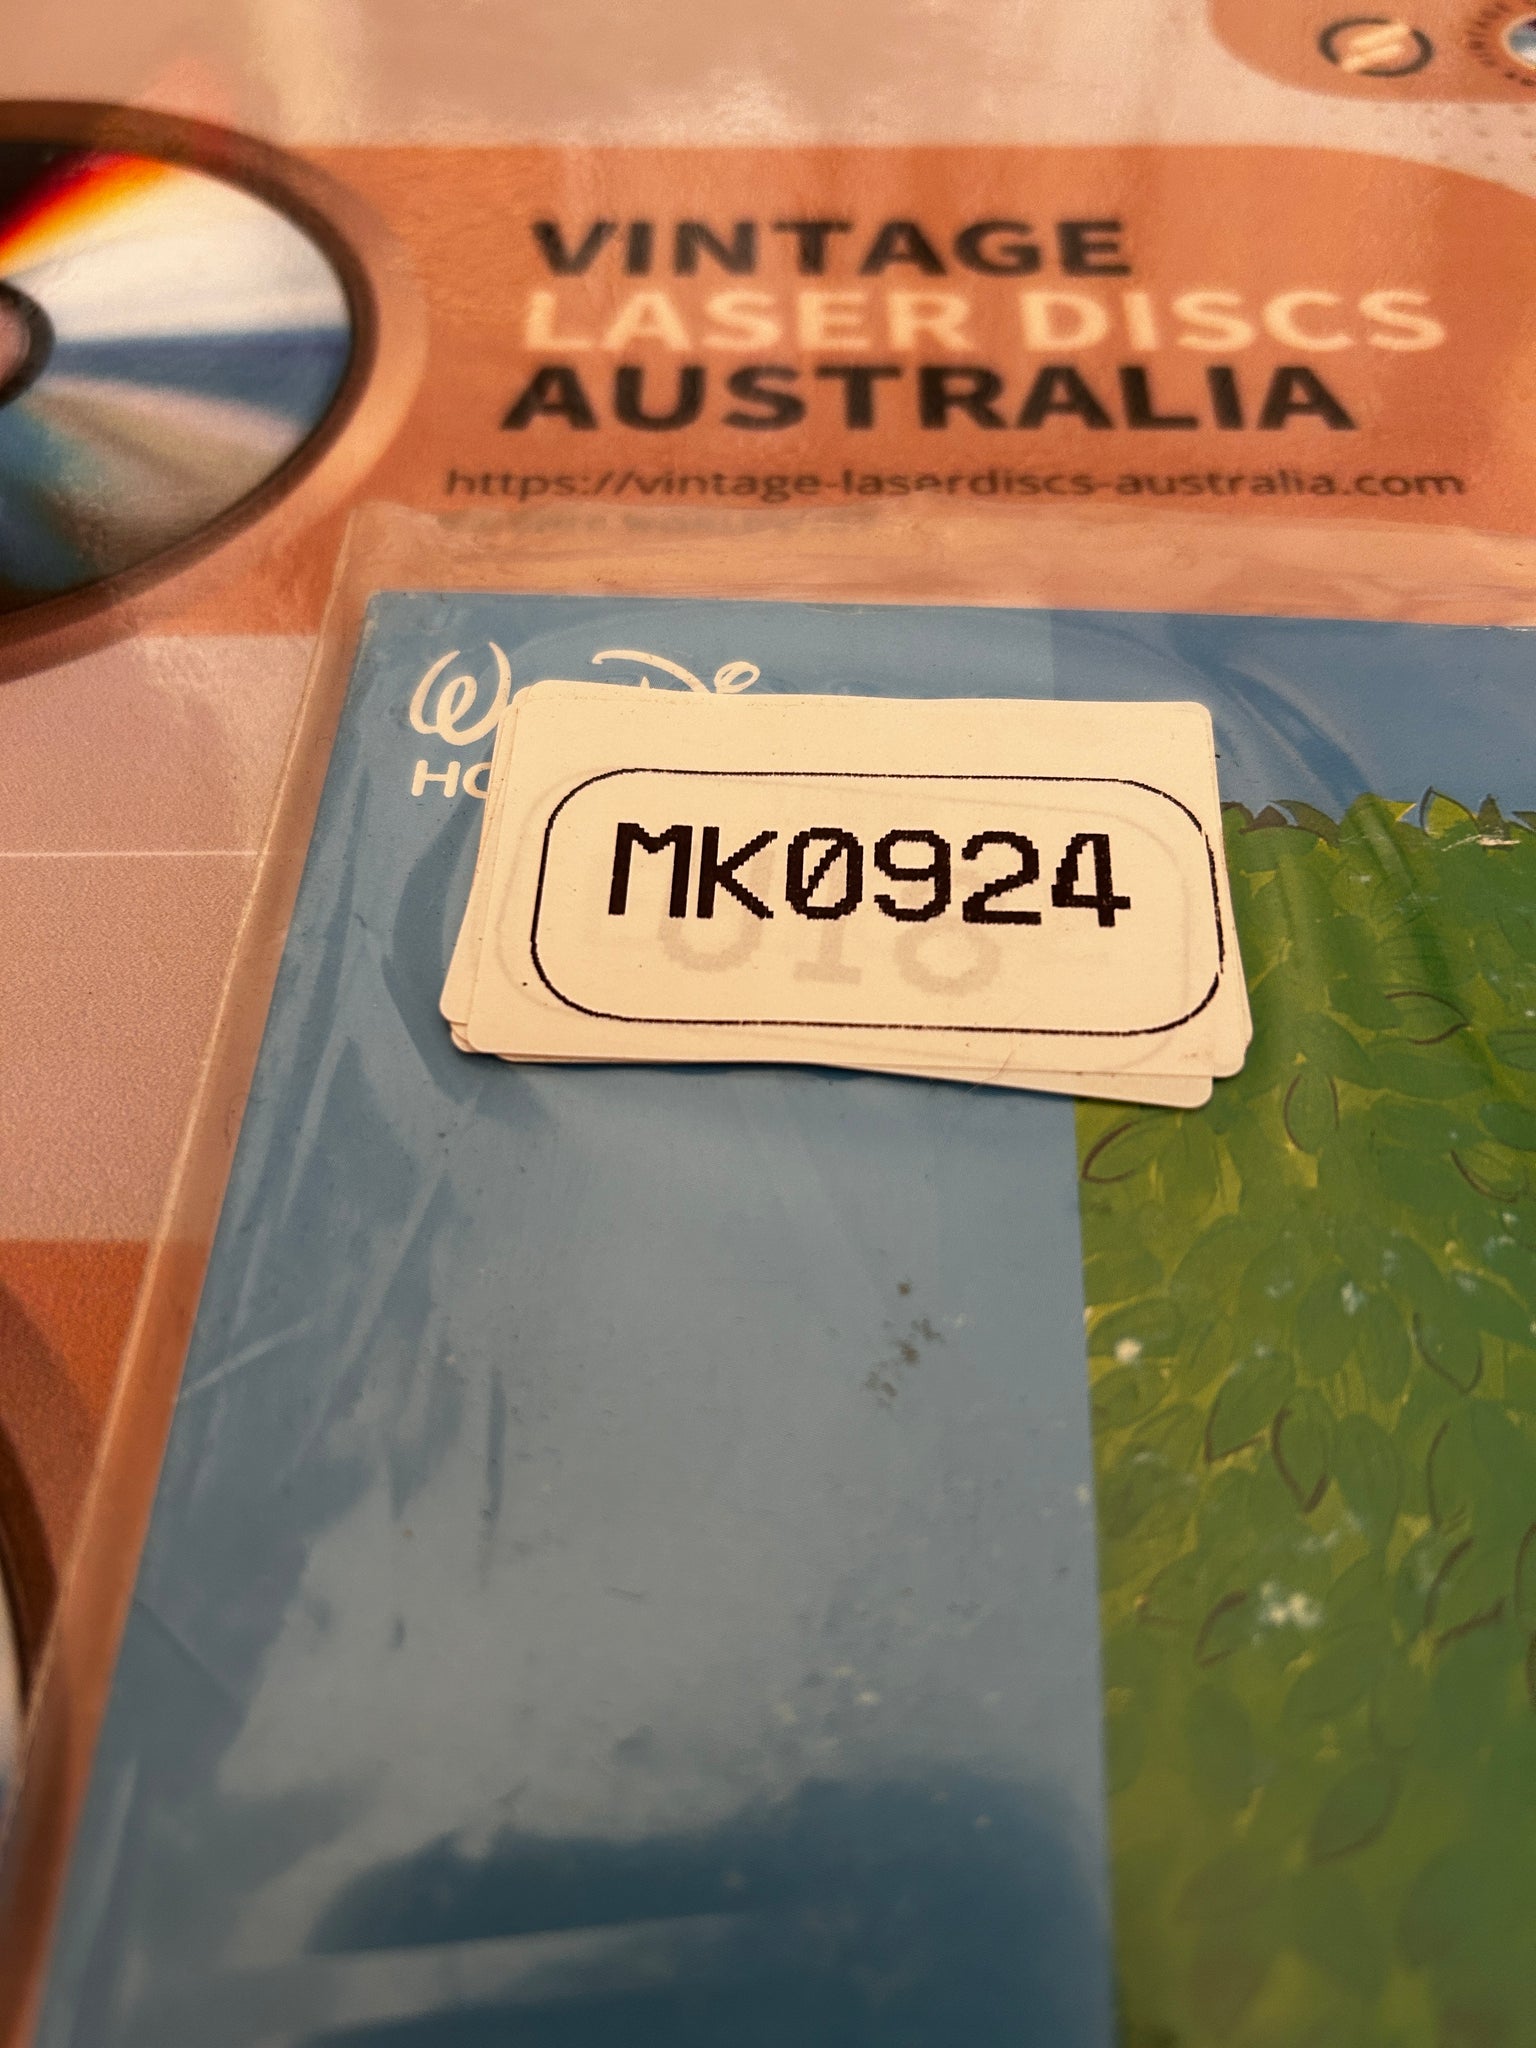 VINTAGE
LASER DISCS
AUSTRALIA
https://vintage-laserdiscs-australia.com
MK0924